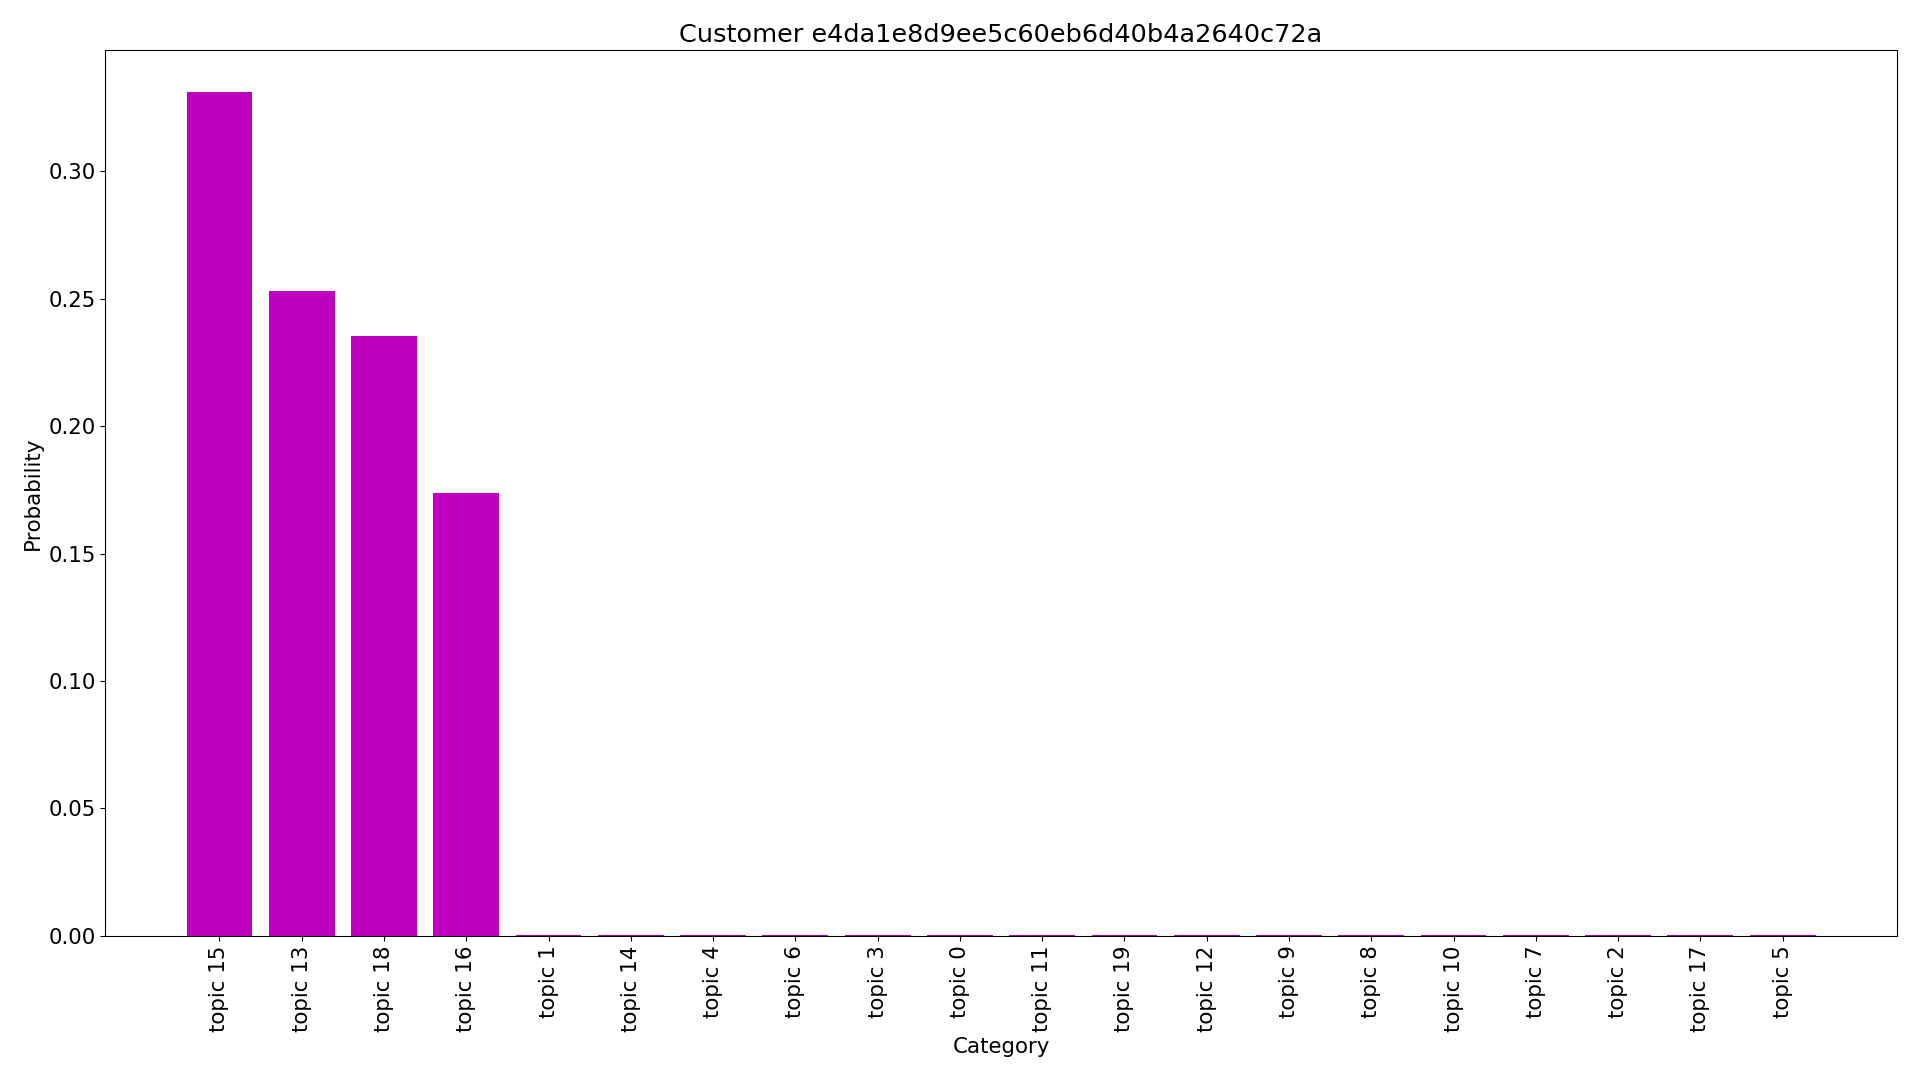 Customer e4da1e8d9ee5c60eb6d40b4a2640c72a
Probability
0.30
0.25
0.20
0.15
0.10
0.05
0.00
topic 15
topic 13
topic 18
topic 16
topic 1
topic 14
topic 4
topic 6
topic 3
topic 0
topic 11
topic 19
topic 12
topic 9
topic 8
topic 10
topic 7
topic 2
topic 17
topic 5
Category